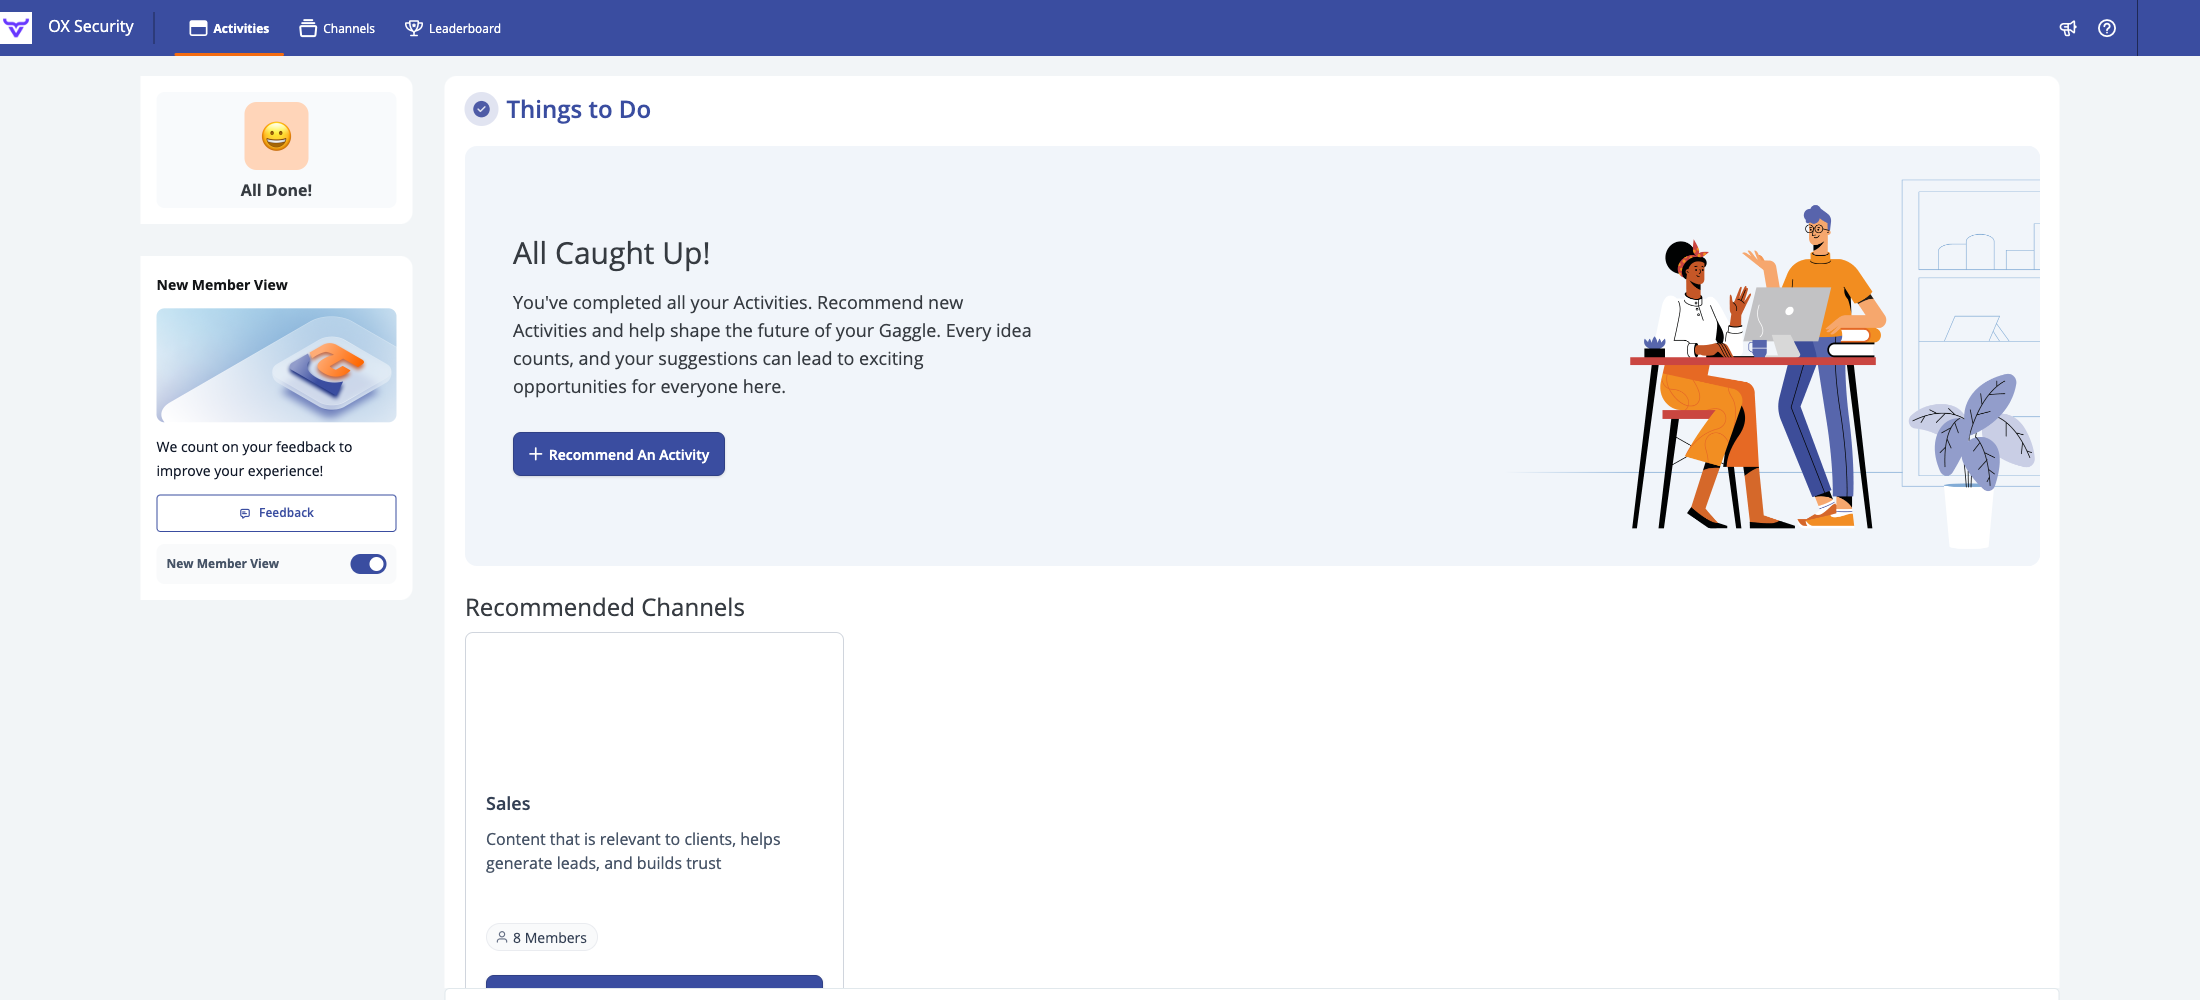 OX Security
Activities
Channels
Leaderboard
All Done!
New Member View
We count on your feedback to
improve your experience!
Feedback
New Member View
Things to Do
All Caught Up!
You've completed all your Activities. Recommend new
Activities and help shape the future of your Gaggle. Every idea
counts, and your suggestions can lead to exciting
opportunities for everyone here.
Recommend An Activity
Recommended Channels
Sales
Content that is relevant to clients, helps
generate leads, and builds trust
8 Members